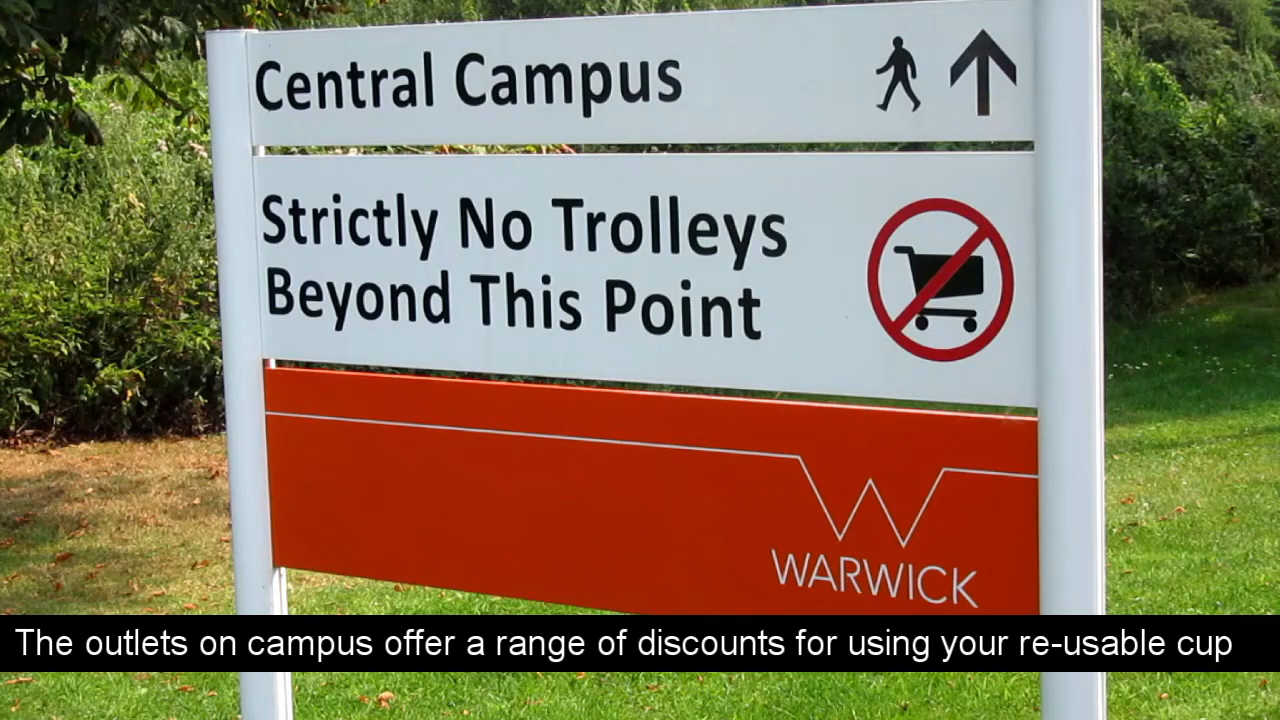 Central Campus
Strictly No Trolleys
Beyond This Point
WARWICK
The outlets on campus offer a range of discounts for using your re-usable cup